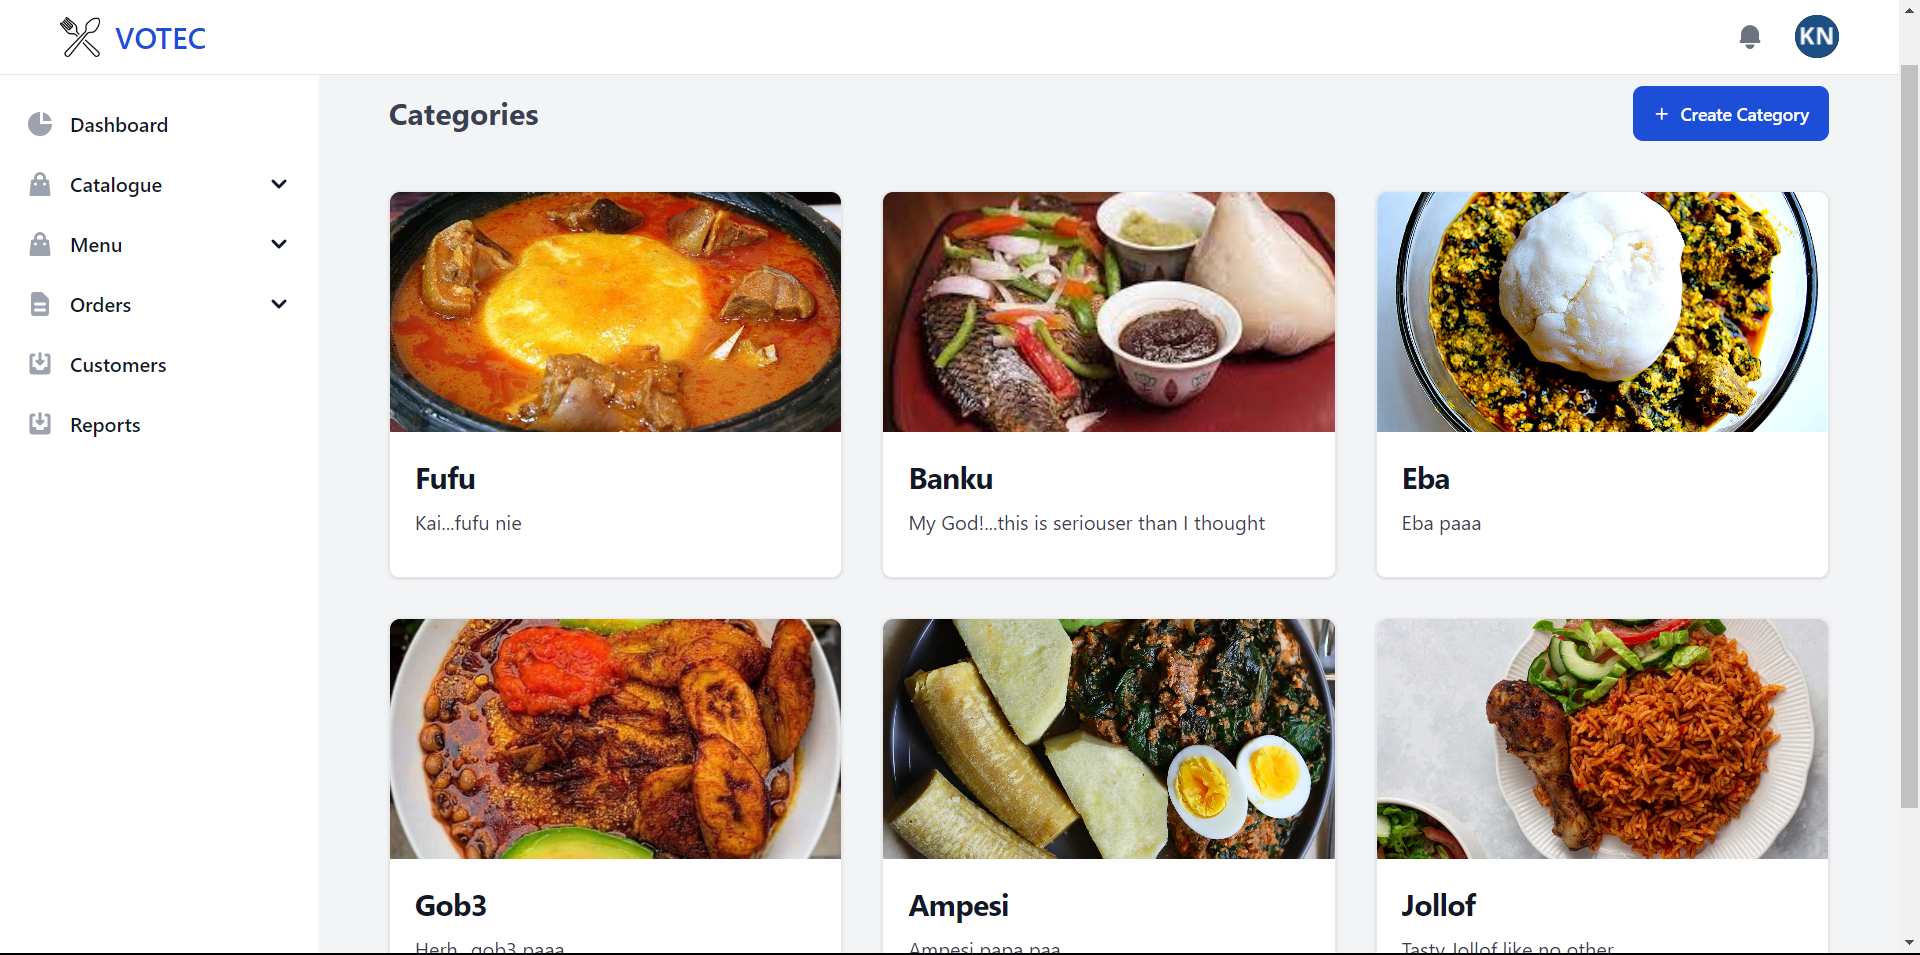 VOTEC
KN
Dashboard
Catalogue
Menu
Orders
Customers
Reports
Categories
+ Create Category
Fufu
Kai...fufu nie
Banku
My God!...this is seriouser than I thought
Eba
Eba paaa
Gob3
Herh...gob3 paaa
Ampesi
Ampesi papa paa
Jollof
Tasty Jollof like no other